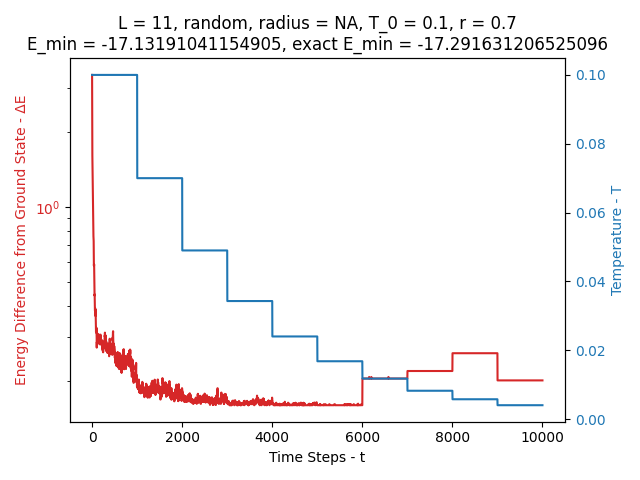 L = 11, random, radius = NA, T_0 = 0.1, r = 0.7
E_min = -17.13191041154905, exact E_min = -17.291631206525096
Energy Difference from Ground State - ΔE
10^0
0.10
0.08
0.06
0.04
0.02
0.00
Temperature - T
0 2000 4000 6000 8000 10000
Time Steps - t